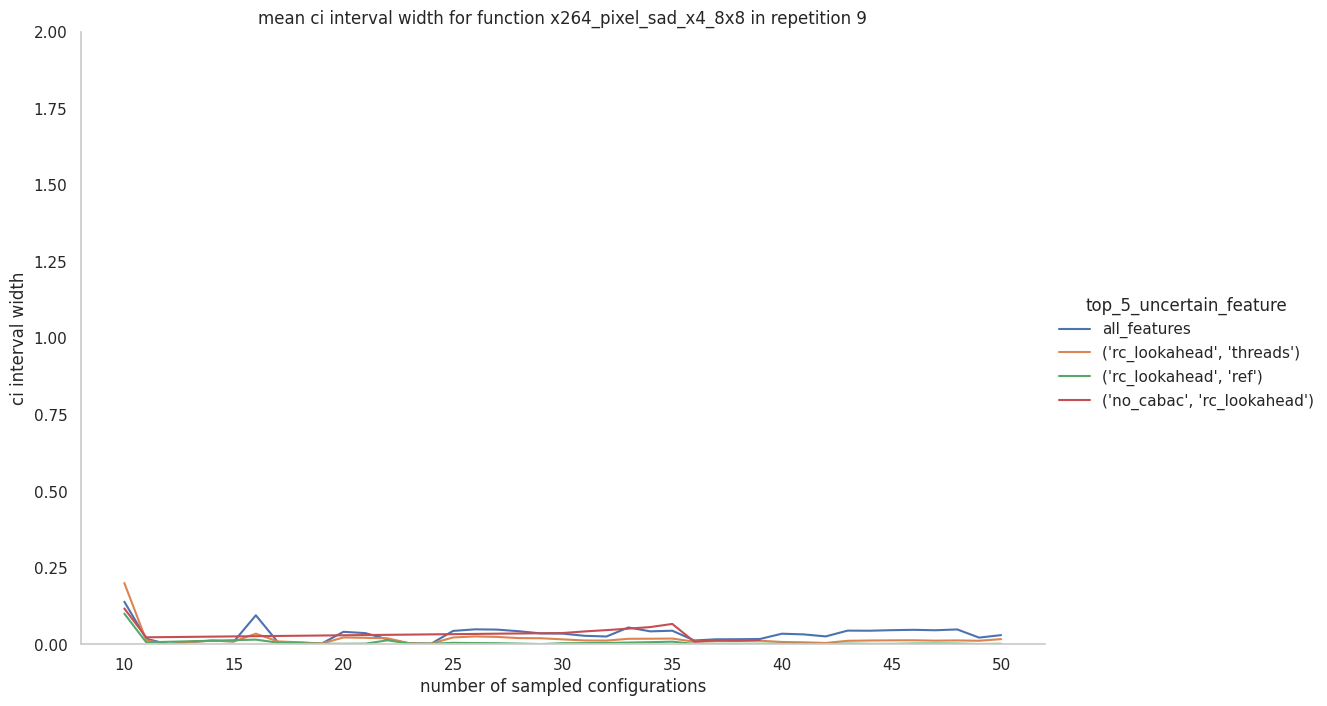 mean ci interval width for function x264_pixel_sad_x4_8x8 in repetition 9
2.00
1.75
1.50
1.25
1.00
0.75
0.50
0.25
0.00
ci interval width
10 15 20 25 30 35 40 45 50
number of sampled configurations
top_5_uncertain_feature
all_features
('rc_lookahead', 'threads')
('rc_lookahead', 'ref')
('no_cabac', 'rc_lookahead')